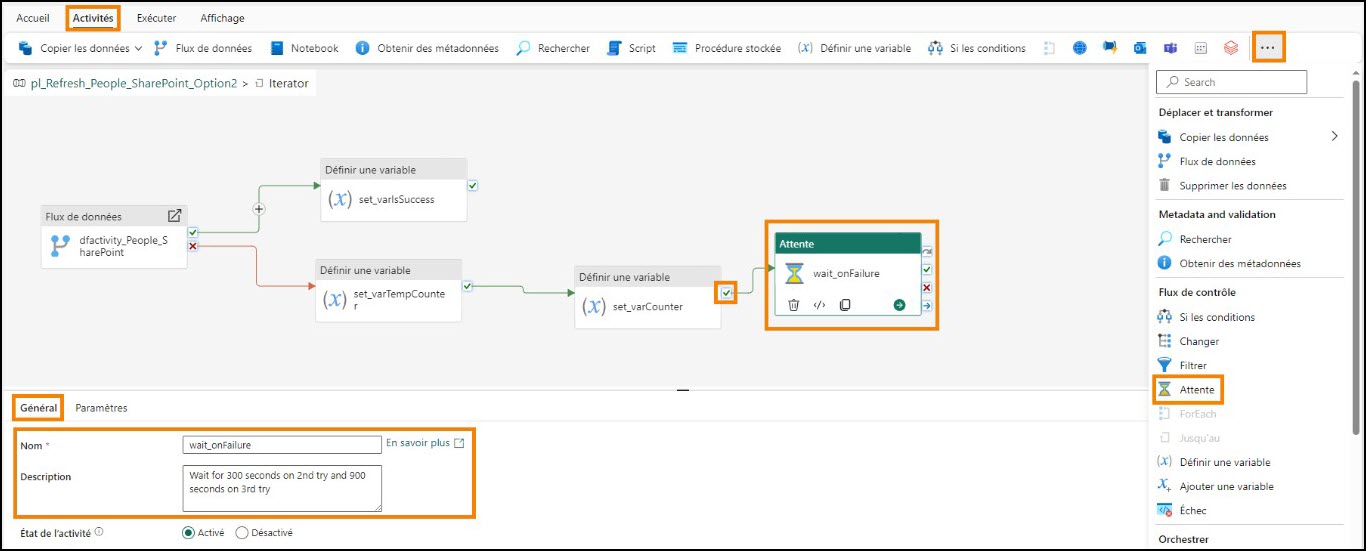 Accueil Activités Exécuter Affichage
Copier les données Flux de données Notebook Obtenir des métadonnées Rechercher Script Procédure stockée (x) Définir une variable Si les conditions ...
pl_Refresh_People_SharePoint_Option2 > Iterator
Flux de données
dfactivity_People_S
harePoint
Définir une variable
(x) set_varIsSuccess
Définir une variable
(x) set_varTempCounte
r
Définir une variable
(x) set_varCounter
Attente
wait_onFailure
Search
Déplacer et transformer
Copier les données
Flux de données
Supprimer les données
Metadata and validation
Rechercher
Obtenir des métadonnées
Flux de contrôle
Si les conditions
Changer
Filtrer
Attente
ForEach
Jusqu'au
(x) Définir une variable
Ajouter une variable
Échec
Orchestrer
Général Paramètres
Nom * wait_onFailure En savoir plus
Description Wait for 300 seconds on 2nd try and 900
seconds on 3rd try
État de l'activité Activé Désactivé